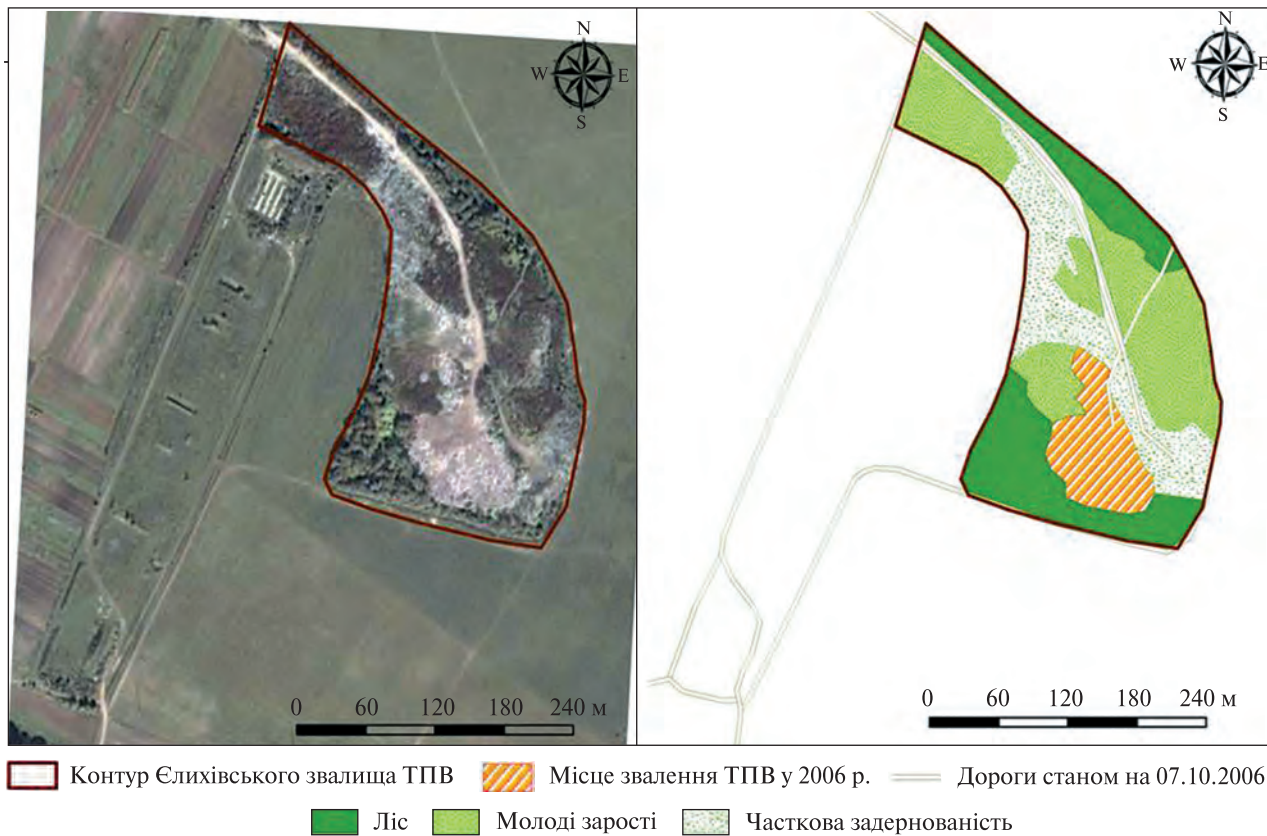 N
W E
S
N
W E
S
0 60 120 180 240 м
0 60 120 180 240 м
Контур Єлихівського звалища ТПВ Місце звалення ТПВ у 2006 р. Дороги станом на 07.10.2006
Ліс Молоді зарості Часткова задернованість